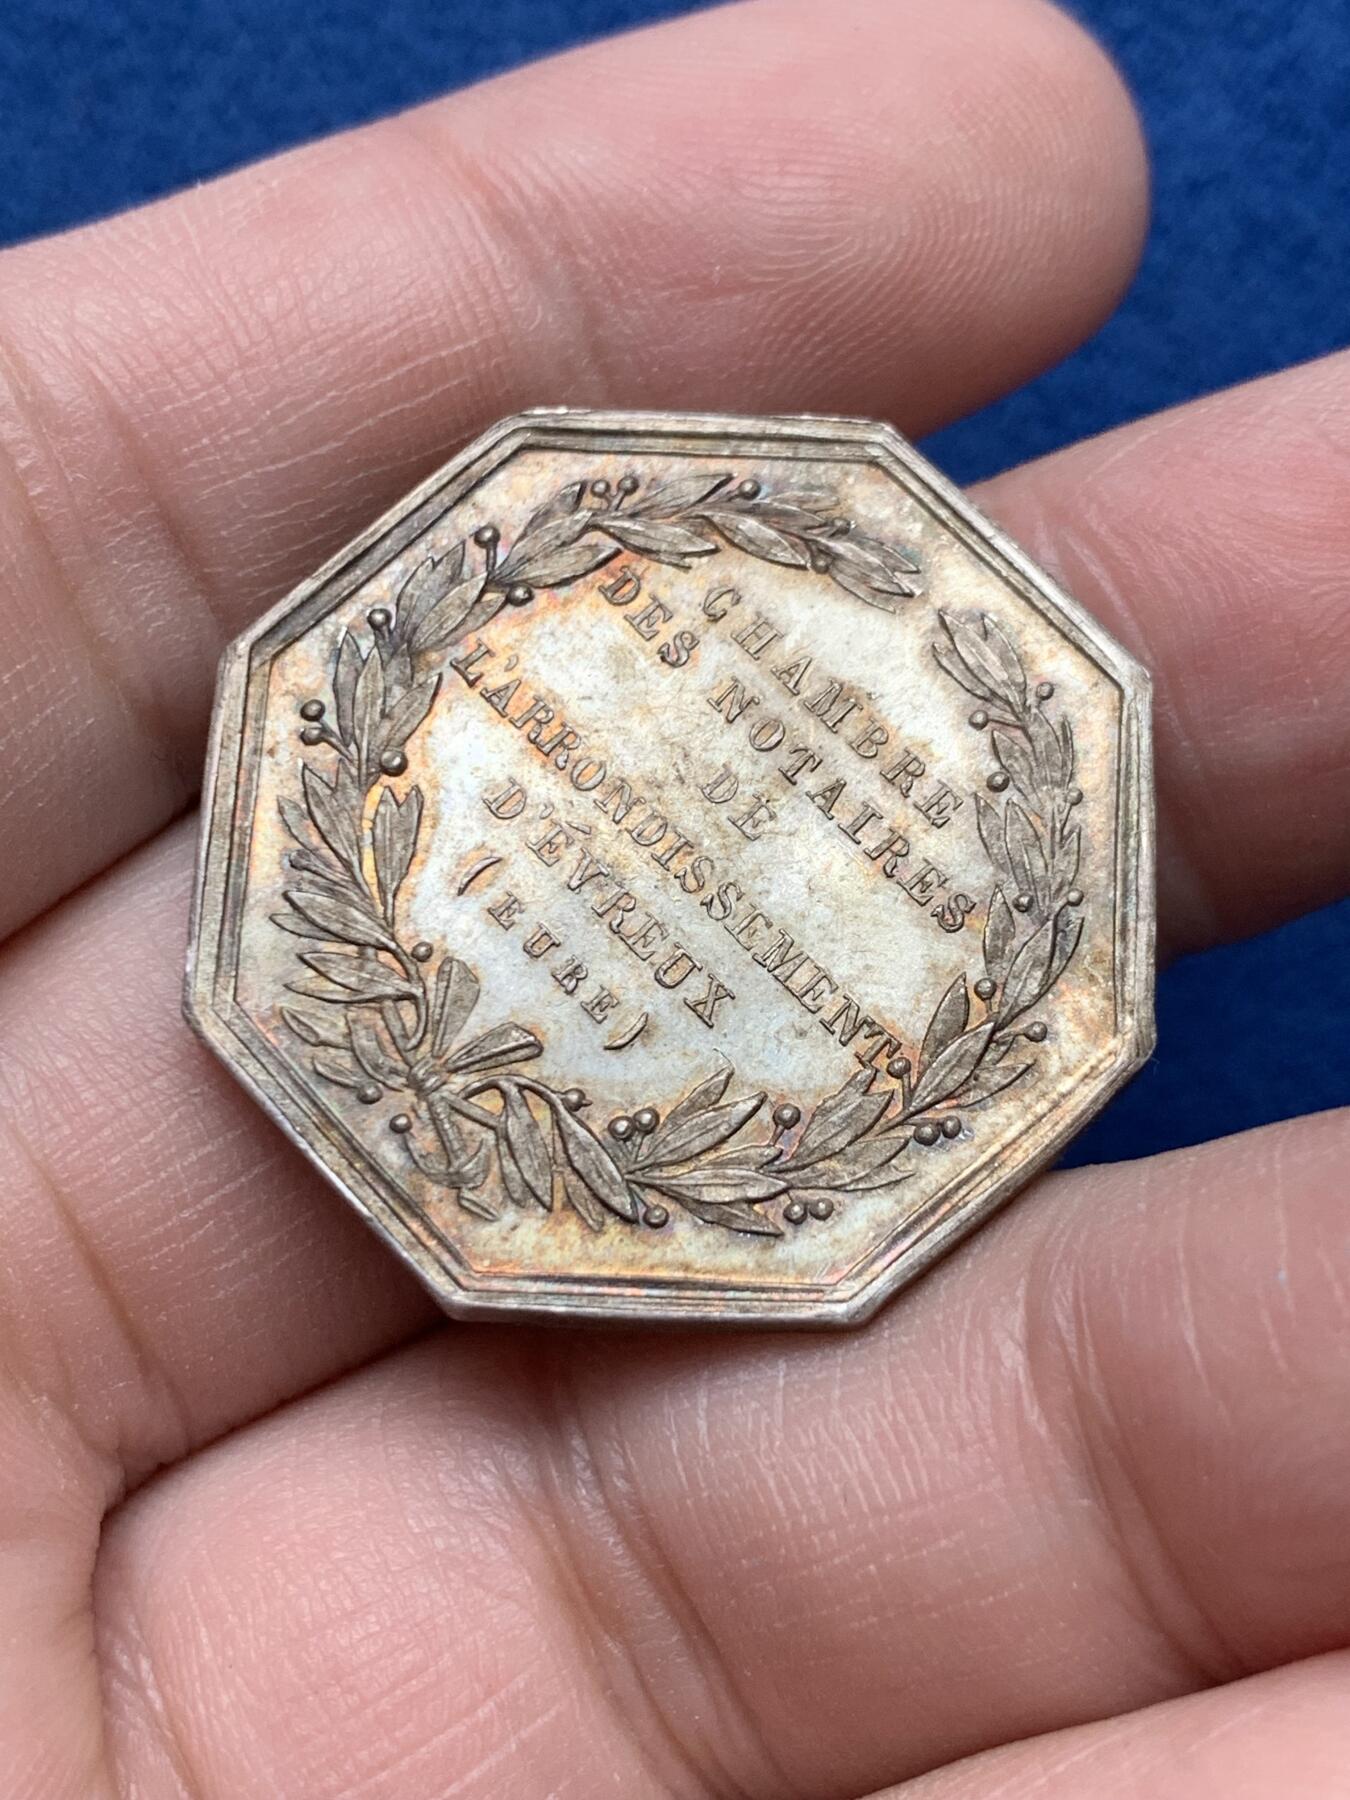 CHAMBRE
DES NOTAIRES
DE
L'ARRONDISSEMENT
D'ÉVREUX
(EURE)